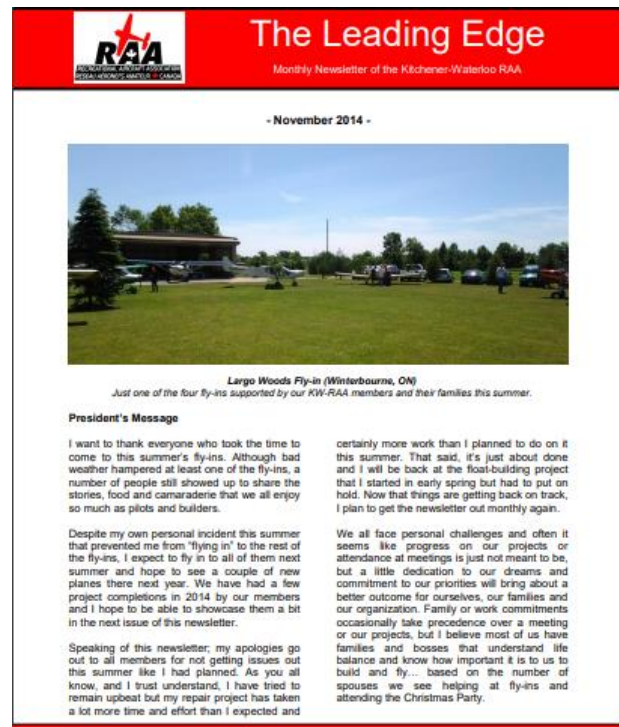 The Leading Edge
Monthly Newsletter of the Kitchener-Waterloo RAA
RAA
RECREATIONAL AIRCRAFT ASSOCIATION
RESEAU AÉRONEFS AMATEUR CANADA
- November 2014 -
Largo Woods Fly-in (Winterbourne, ON)
Just one of the four fly-ins supported by our KW-RAA members and their families this summer.
President's Message
I want to thank everyone who took the time to
come to this summer's fly-ins. Although bad
weather hampered at least one of the fly-ins, a
number of people still showed up to share the
stories, food and camaraderie that we all enjoy
so much as pilots and builders.
Despite my own personal incident this summer
that prevented me from "flying in" to the rest of
the fly-ins, I expect to fly in to all of them next
summer and hope to see a couple of new
planes there next year. We have had a few
project completions in 2014 by our members
and I hope to be able to showcase them a bit
in the next issue of this newsletter.
Speaking of this newsletter; my apologies go
out to all members for not getting issues out
this summer like I had planned. As you all
know, and I trust understand, I have tried to
remain upbeat but my repair project has taken
a lot more time and effort than I expected and
certainly more work than I planned to do on it
this summer. That said, it's just about done
and I will be back at the float-building project
that I started in early spring but had to put on
hold. Now that things are getting back on track,
I plan to get the newsletter out monthly again.
We all face personal challenges and often it
seems like progress on our projects or
attendance at meetings is just not meant to be,
but a little dedication to our dreams and
commitment to our priorities will bring about a
better outcome for ourselves, our families and
our organization. Family or work commitments
occasionally take precedence over a meeting
or our projects, but I believe most of us have
families and bosses that understand life
balance and know how important it is to us to
build and fly... based on the number of
spouses we see helping at fly-ins and
attending the Christmas Party.